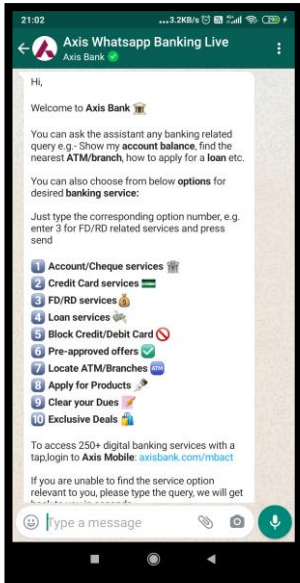 21:02
...3.2KB/s
Axis Whatsapp Banking Live
Axis Bank
Hi,
Welcome to Axis Bank 🏦
You can ask the assistant any banking related
query e.g.- Show my account balance, find the
nearest ATM/branch, how to apply for a loan etc.
You can also choose from below options for
desired banking service:
Just type the corresponding option number, e.g.
enter 3 for FD/RD related services and press
send
1 Account/Cheque services 🏦
2 Credit Card services 💳
3 FD/RD services 💰
4 Loan services 💸
5 Block Credit/Debit Card 🚫
6 Pre-approved offers ✅
7 Locate ATM/Branches 🏧
8 Apply for Products
9 Clear your Dues 📝
10 Exclusive Deals 🛍️
To access 250+ digital banking services with a
tap,login to Axis Mobile: axisbank.com/mbact
If you are unable to find the service option
relevant to you, please type the query, we will get
Type a message